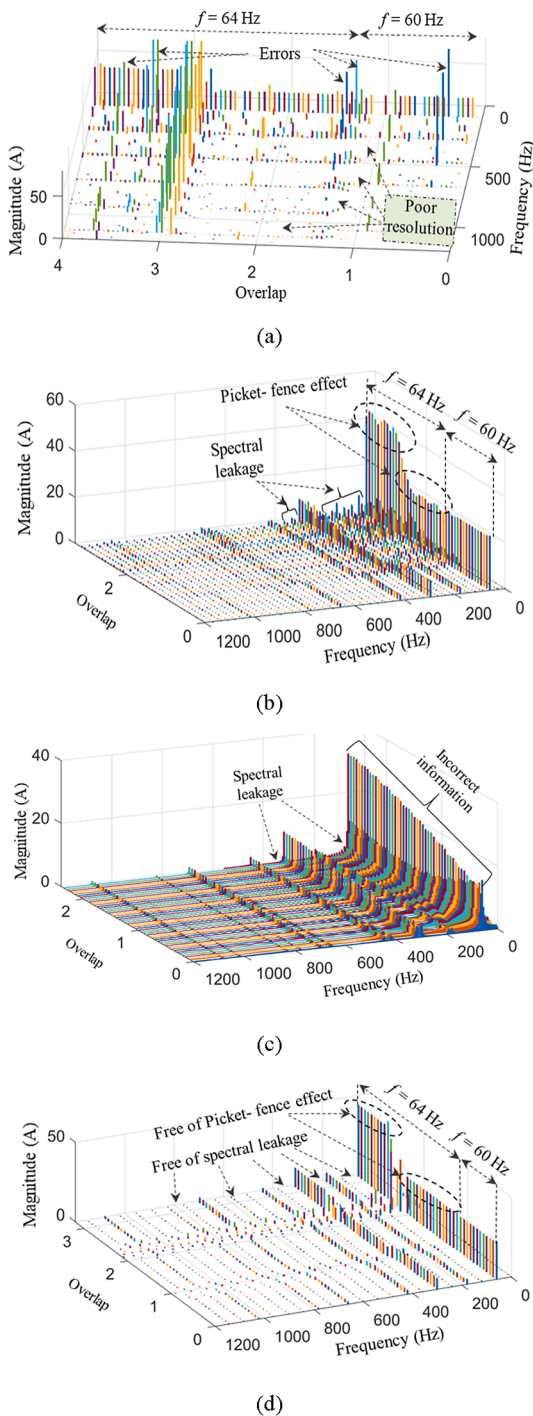 f = 64 Hz
f = 60 Hz
Errors
Magnitude (A)
50
0
0
500
1000
Frequency (Hz)
Poor
resolution
4
3
2
1
0
Overlap
(a)
60
40
20
0
Magnitude (A)
Picket- fence effect
f = 64 Hz
f = 60 Hz
Spectral
leakage
2
0
Overlap
1200
1000
800
600
400
200
0
Frequency (Hz)
(b)
40
20
0
Magnitude (A)
Spectral
leakage
Incorrect
information
2
1
0
Overlap
1200
1000
800
600
400
200
0
Frequency (Hz)
(c)
50
0
Magnitude (A)
Free of Picket- fence effect
Free of spectral leakage
f = 64 Hz
f = 60 Hz
3
2
1
0
Overlap
1200
1000
800
600
400
200
0
Frequency (Hz)
(d)